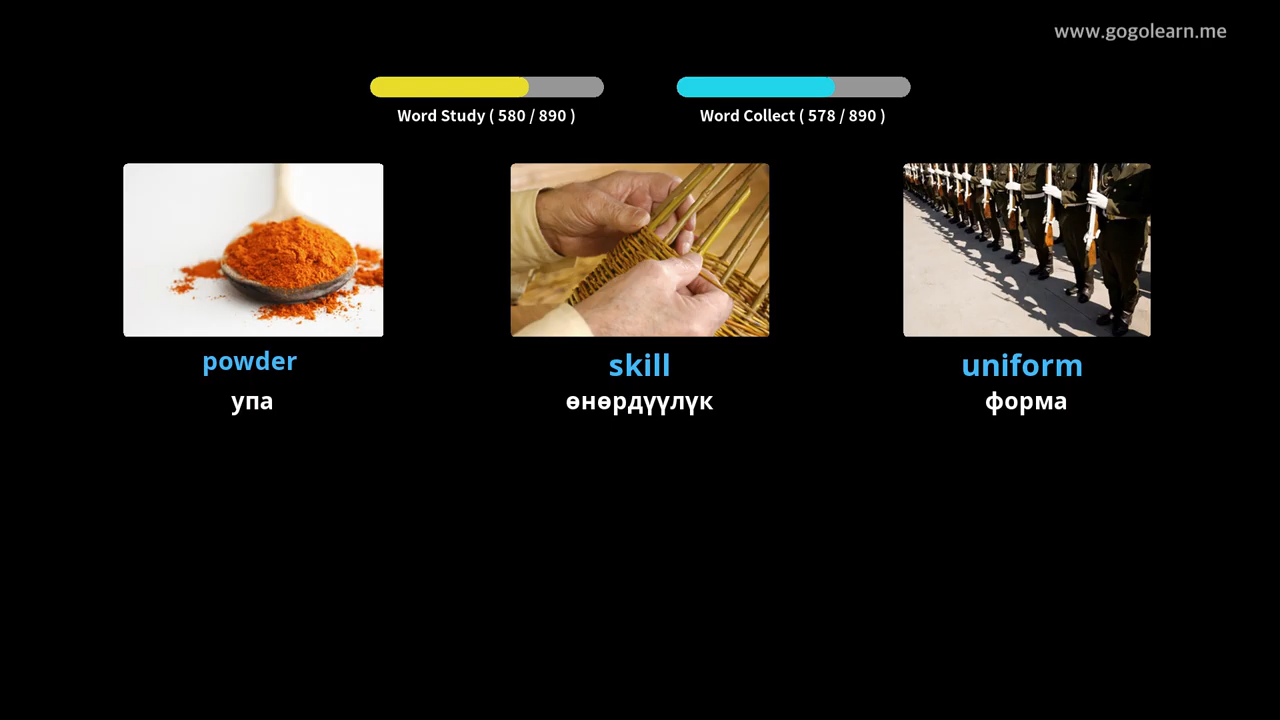 www.gogolearn.me
Word Study ( 580 / 890 )
Word Collect ( 578 / 890 )
powder
упа
skill
өнөрдүүлүк
uniform
форма